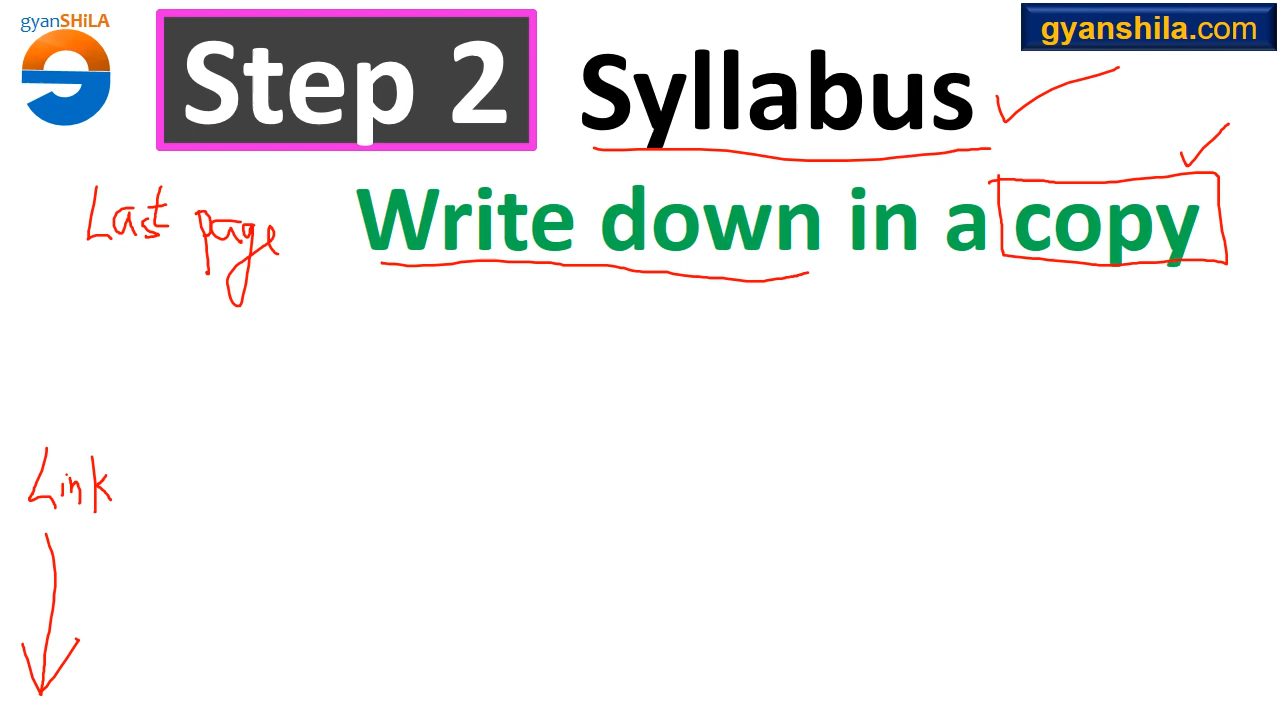 gyanSHiLA
gyanshila.com
Step 2 Syllabus
Last page
Write down in a copy
Link